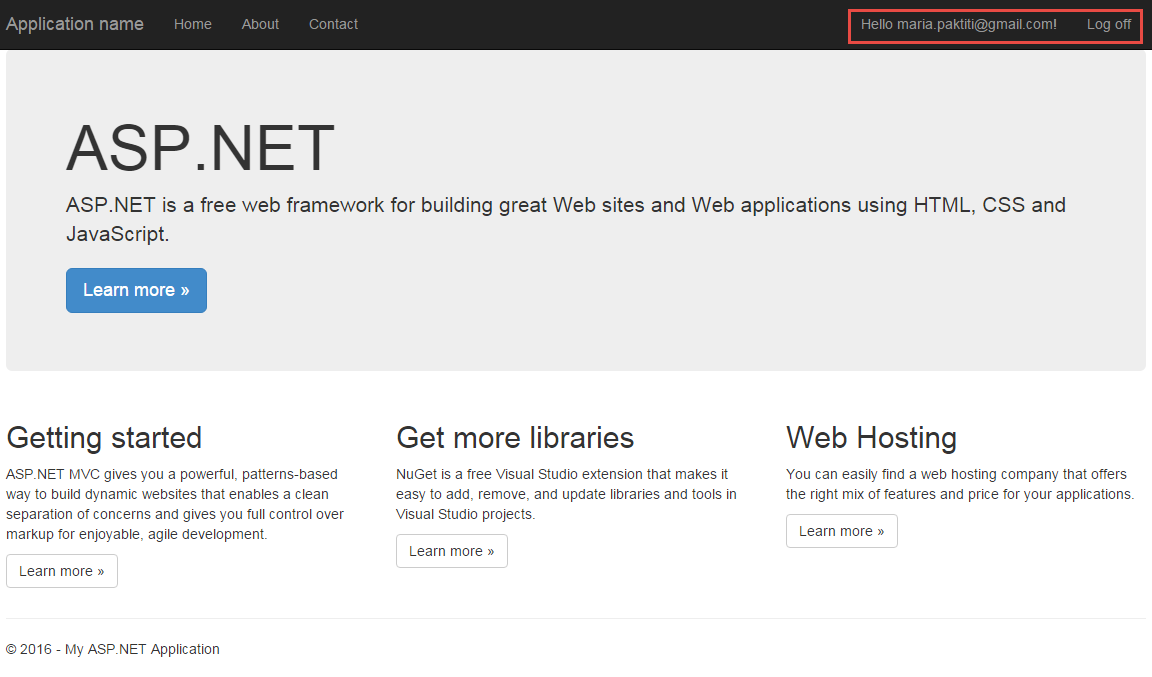 Application name Home About Contact Hello maria.paktiti@gmail.com! Log off
ASP.NET
ASP.NET is a free web framework for building great Web sites and Web applications using HTML, CSS and
JavaScript.
Learn more »
Getting started
ASP.NET MVC gives you a powerful, patterns-based
way to build dynamic websites that enables a clean
separation of concerns and gives you full control over
markup for enjoyable, agile development.
Learn more »
Get more libraries
NuGet is a free Visual Studio extension that makes it
easy to add, remove, and update libraries and tools in
Visual Studio projects.
Learn more »
Web Hosting
You can easily find a web hosting company that offers
the right mix of features and price for your applications.
Learn more »
© 2016 - My ASP.NET Application